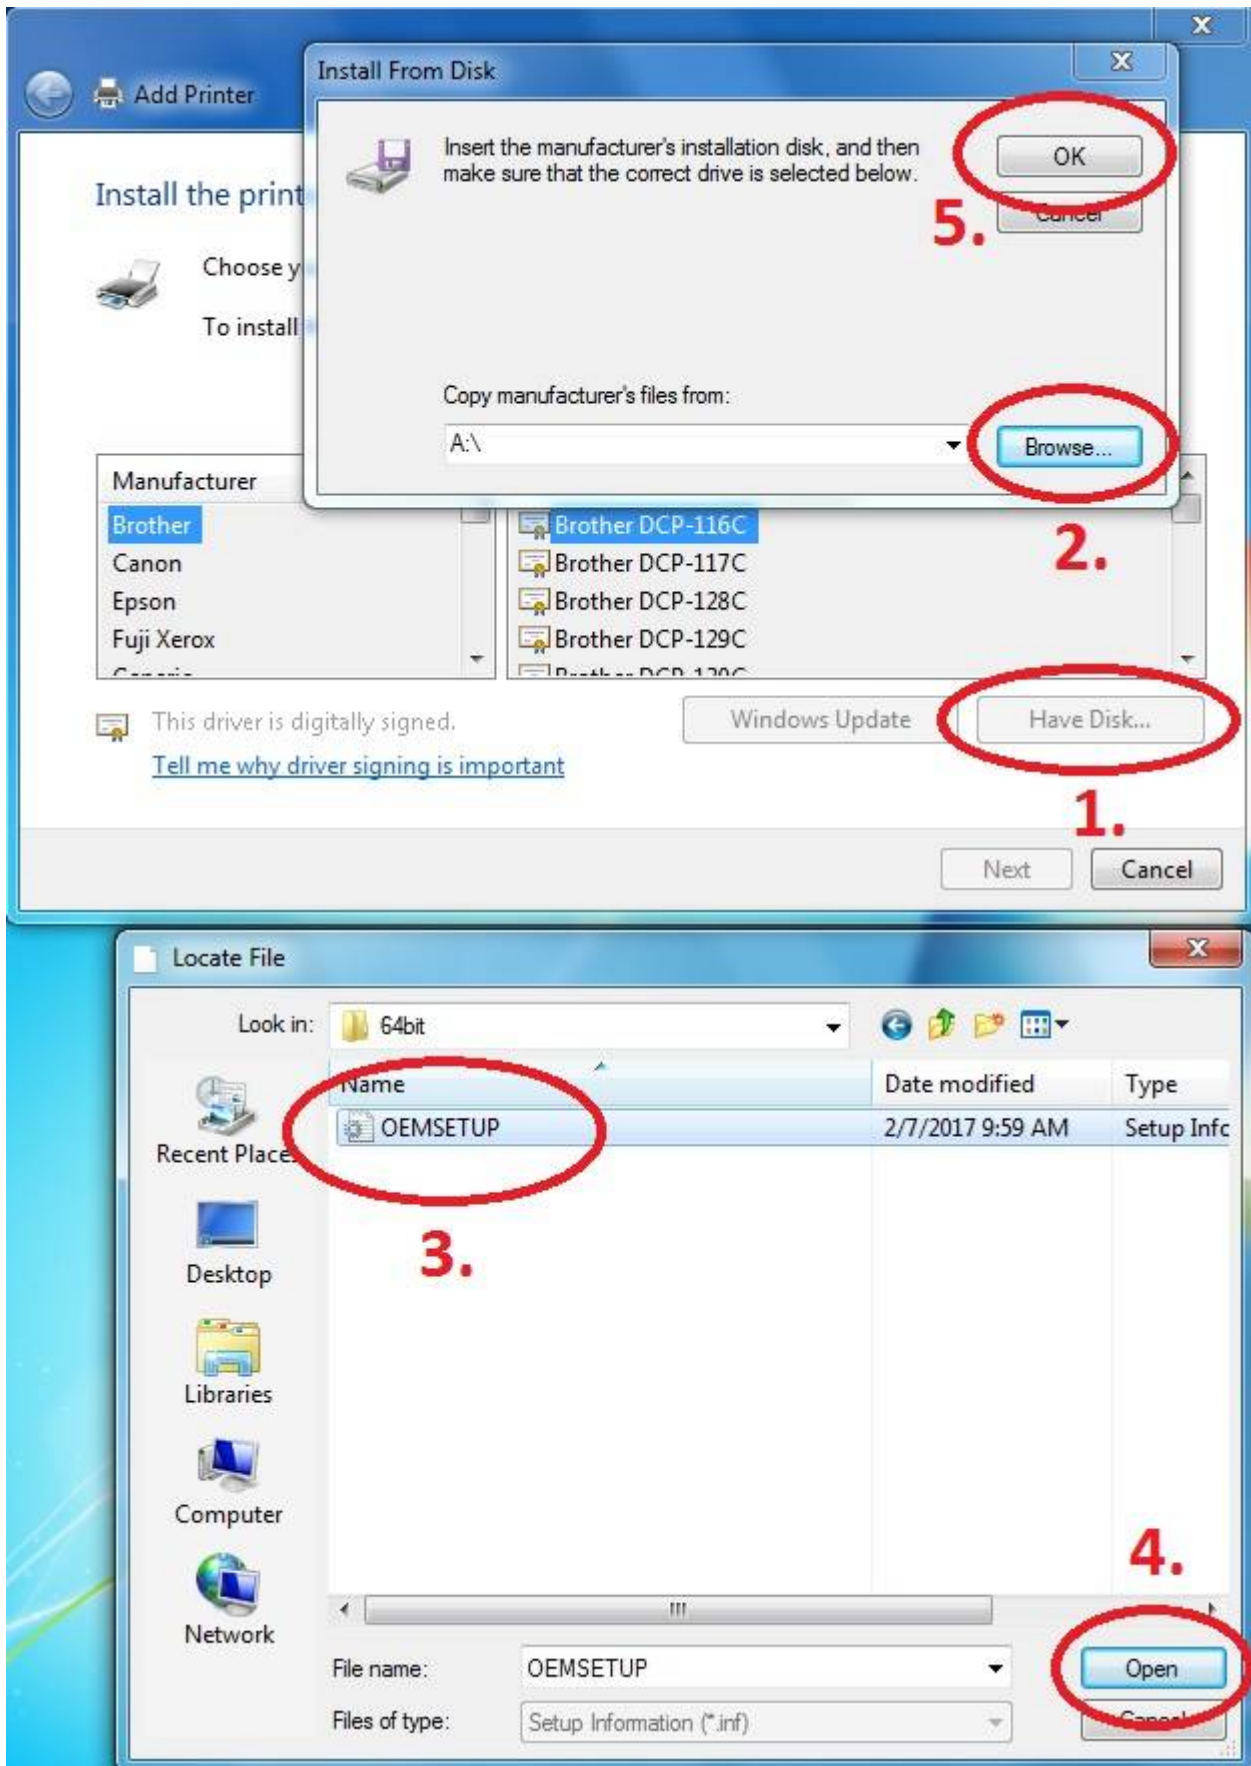 Add Printer
Install From Disk
Insert the manufacturer's installation disk, and then
make sure that the correct drive is selected below.
OK
Cancel
5.
Install the print
Choose y
To install
Copy manufacturer's files from:
A:\
Browse...
2.
Manufacturer
Brother
Canon
Epson
Fuji Xerox
Brother DCP-116C
Brother DCP-117C
Brother DCP-128C
Brother DCP-129C
This driver is digitally signed.
Tell me why driver signing is important
Windows Update
Have Disk...
1.
Next
Cancel
Locate File
Look in:
64bit
Name
Date modified
Type
OEMSETUP
2/7/2017 9:59 AM
Setup Info
3.
Recent Places
Desktop
Libraries
Computer
Network
4.
File name:
OEMSETUP
Open
Files of type:
Setup Information (*.inf)
Cancel